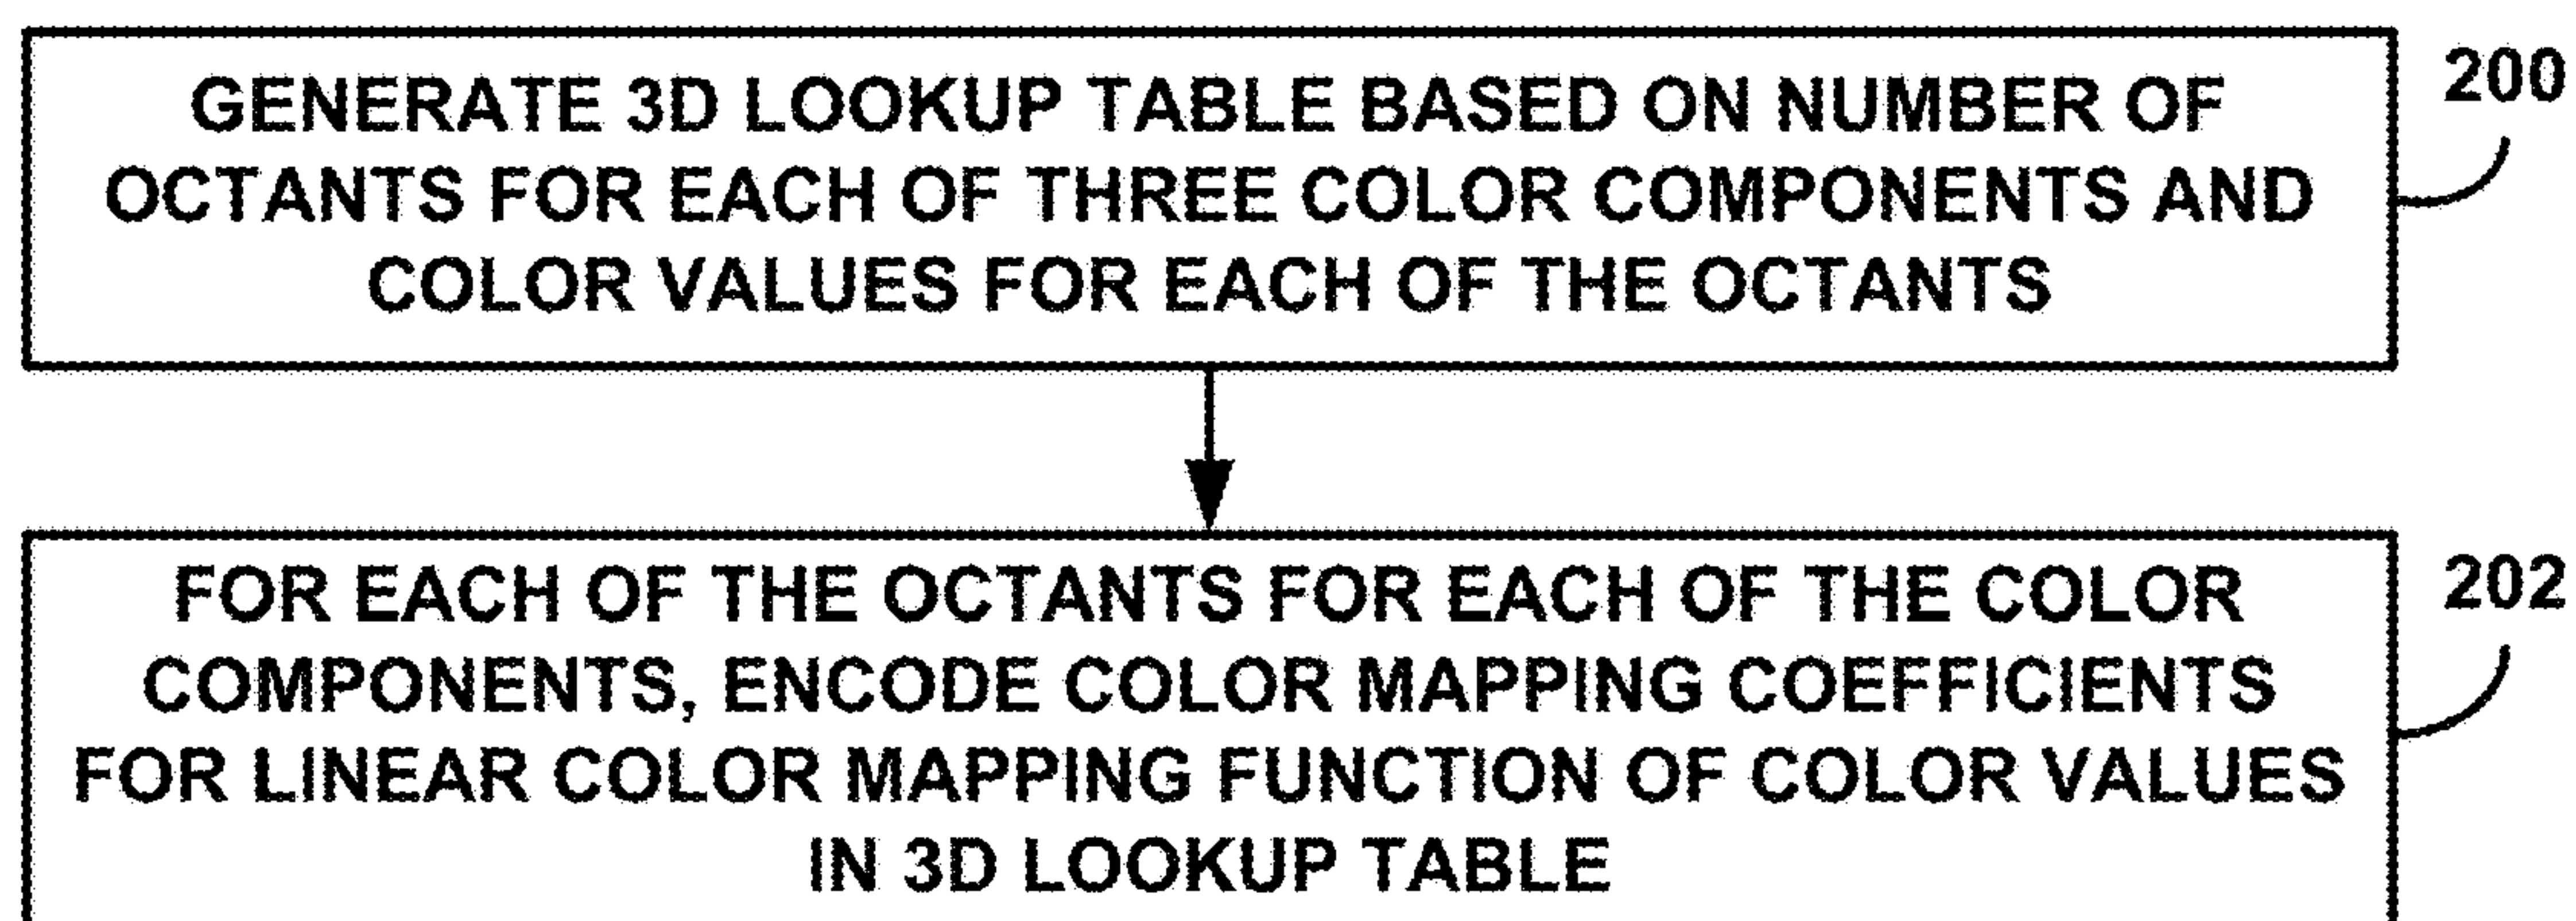 GENERATE 3D LOOKUP TABLE BASED ON NUMBER OF
OCTANTS FOR EACH OF THREE COLOR COMPONENTS AND
COLOR VALUES FOR EACH OF THE OCTANTS
200
FOR EACH OF THE OCTANTS FOR EACH OF THE COLOR
COMPONENTS, ENCODE COLOR MAPPING COEFFICIENTS
FOR LINEAR COLOR MAPPING FUNCTION OF COLOR VALUES
IN 3D LOOKUP TABLE
202